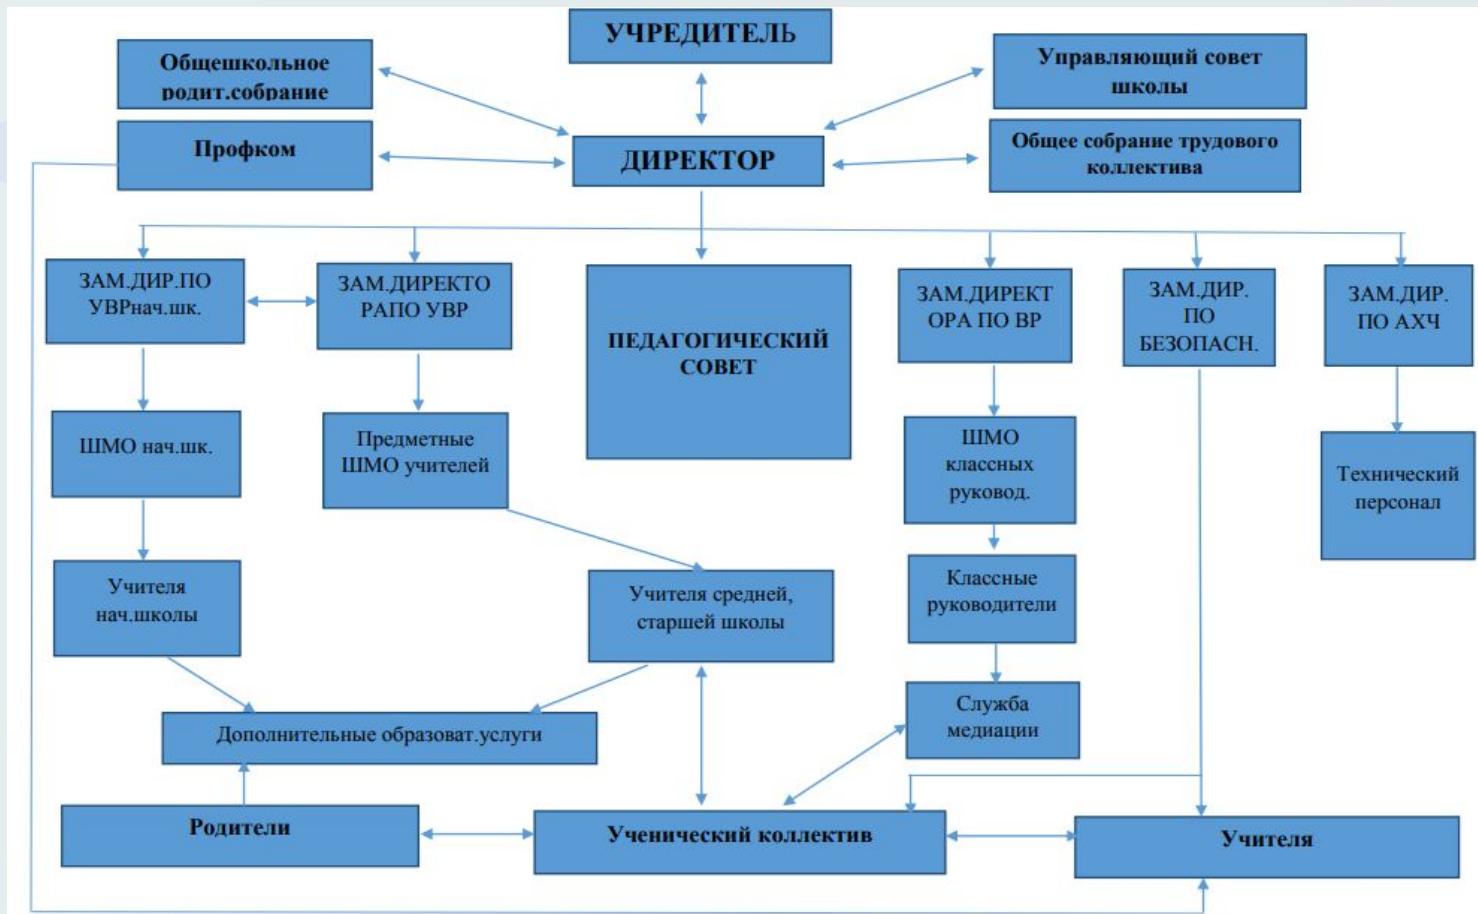 УЧРЕДИТЕЛЬ
Общешкольное
родит.собрание
Управляющий совет
школы
Профком
ДИРЕКТОР
Общее собрание трудового
коллектива
ЗАМ.ДИР.ПО
УВРнач.шк.
ЗАМ.ДИРЕКТО
РАПО УВР
ПЕДАГОГИЧЕСКИЙ
СОВЕТ
ЗАМ.ДИРЕКТ
ОРА ПО ВР
ЗАМ.ДИР.
ПО
БЕЗОПАСН.
ЗАМ.ДИР.
ПО АХЧ
ШМО нач.шк.
Предметные
ШМО учителей
ШМО
классных
руковод.
Технический
персонал
Учителя
нач.школы
Учителя средней,
старшей школы
Классные
руководители
Дополнительные образоват.услуги
Служба
медиации
Родители
Ученический коллектив
Учителя